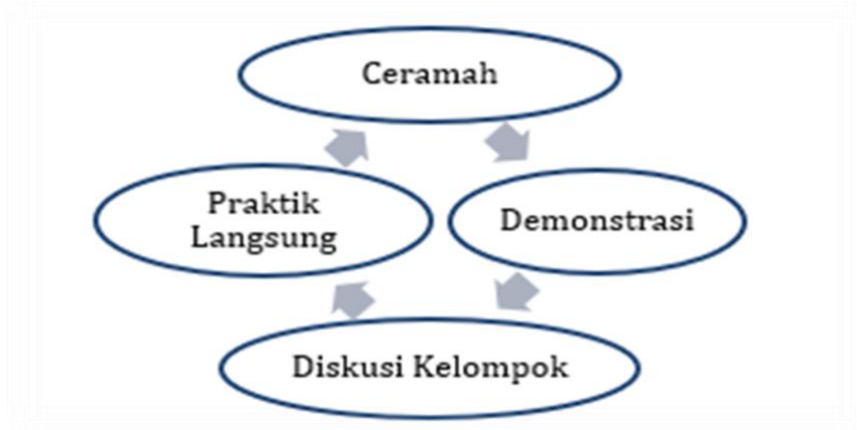 Ceramah
Praktik
Langsung
Demonstrasi
Diskusi Kelompok